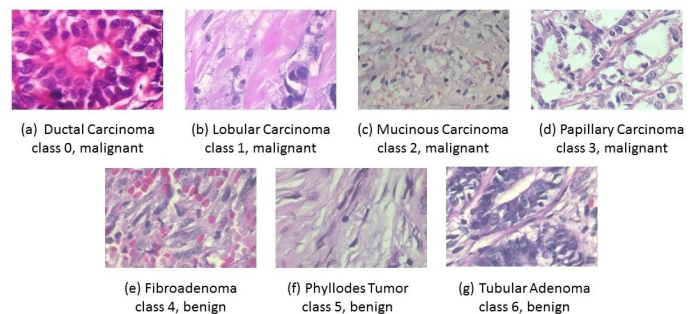 (a) Ductal Carcinoma
class 0, malignant
(b) Lobular Carcinoma
class 1, malignant
(c) Mucinous Carcinoma
class 2, malignant
(d) Papillary Carcinoma
class 3, malignant
(e) Fibroadenoma
class 4, benign
(f) Phyllodes Tumor
class 5, benign
(g) Tubular Adenoma
class 6, benign